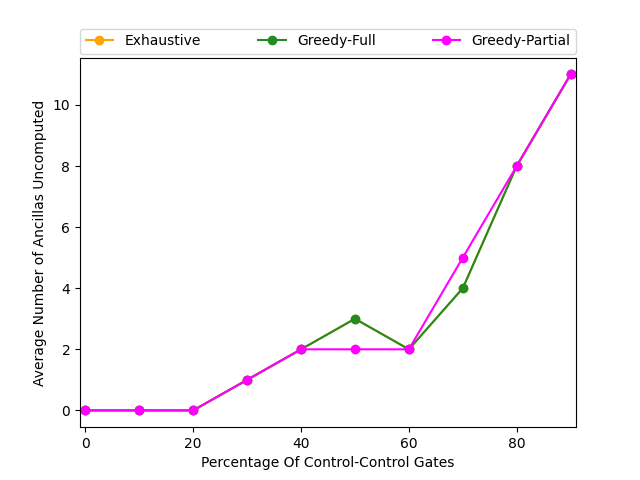 Exhaustive Greedy-Full Greedy-Partial
Average Number of Ancillas Uncomputed
10
8
6
4
2
0
0 20 40 60 80
Percentage Of Control-Control Gates